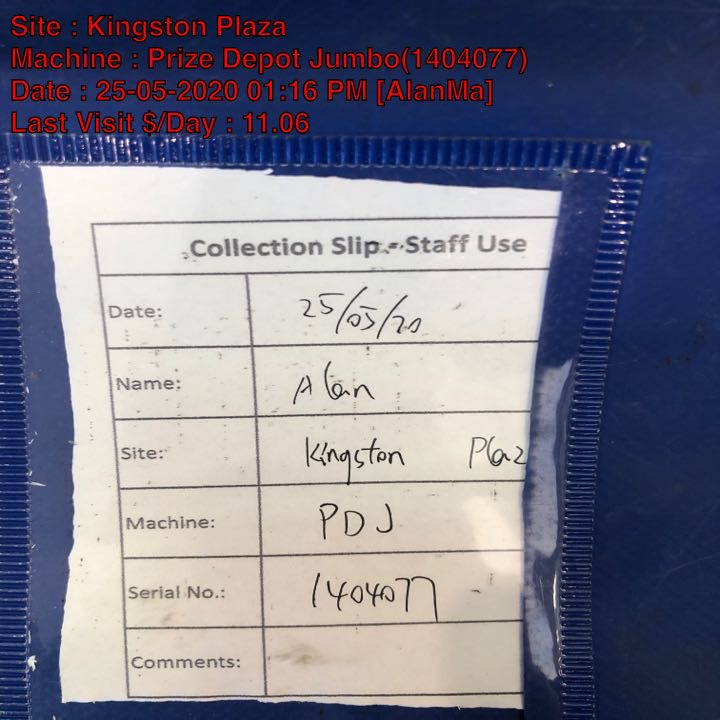 Site : Kingston Plaza
Machine : Prize Depot Jumbo(1404077)
Date : 25-05-2020 01:16 PM [AlanMa]
Last Visit $/Day : 11.06
Collection Slip - Staff Use
Date: 25/05/20
Name: Alan
Site: Kingston Plaz
Machine: PDJ
Serial No.: 1404077
Comments: